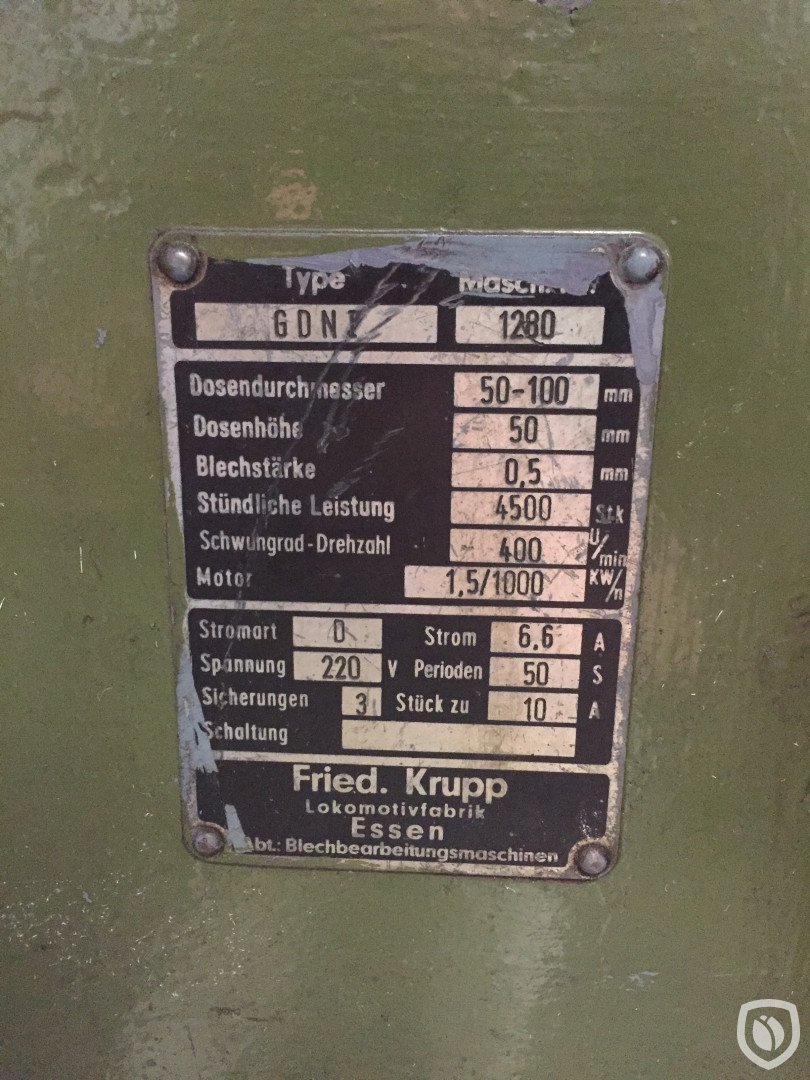 Type
GDNI 1280
Dosendurchmesser 50-100 mm
Dosenhöhe 50 mm
Blechstärke 0,5 mm
Stündliche Leistung 4500 Stk
Schwungrad-Drehzahl 400 U/min
Motor 1,5/1000 KW/n
Stromart D Strom 6,6 A
Spannung 220 V Perioden 50 S
Sicherungen 3 Stück zu 10 A
Schaltung
Fried. Krupp
Lokomotivfabrik
Essen
Abt.: Blechbearbeitungsmaschinen